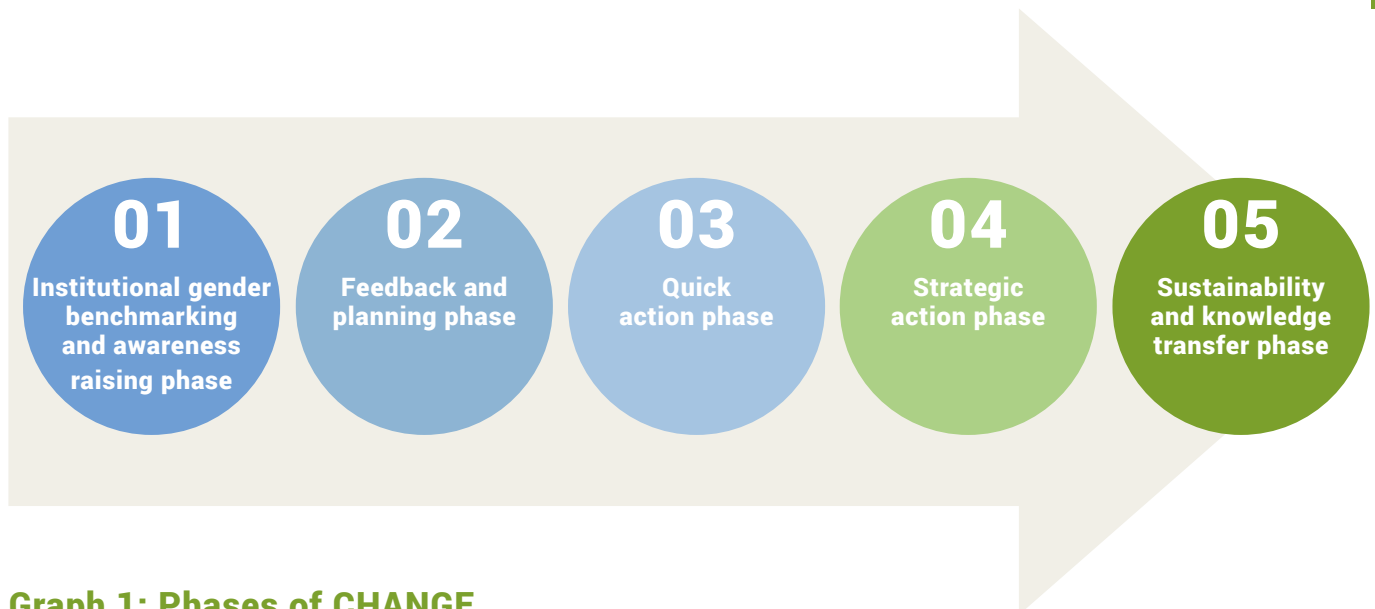 01
Institutional gender
benchmarking
and awareness
raising phase
02
Feedback and
planning phase
03
Quick
action phase
04
Strategic
action phase
05
Sustainability
and knowledge
transfer phase
Graph 1: Phases of CHANGE